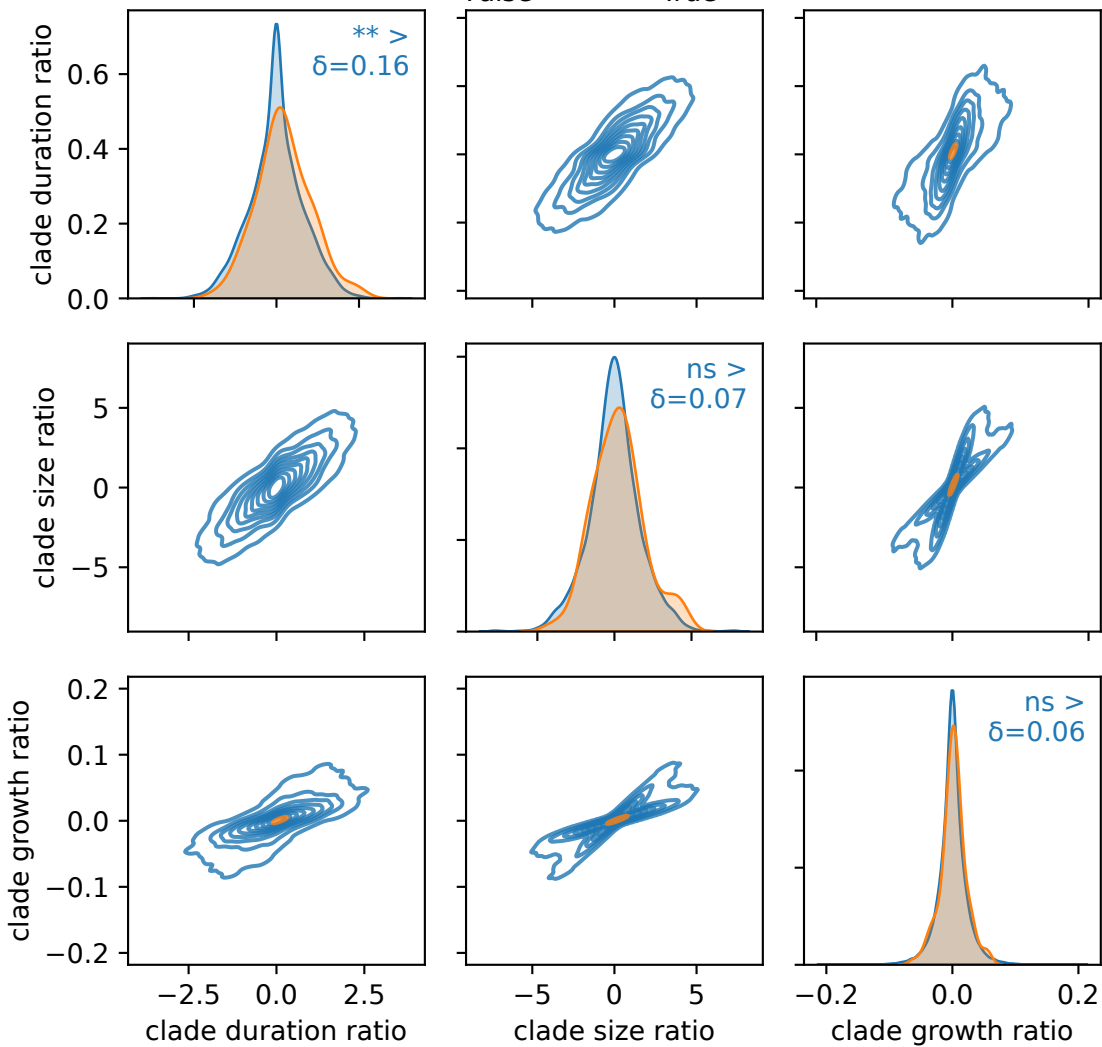 clade duration ratio
0.6
0.4
0.2
0.0
** >
δ=0.16
clade size ratio
5
0
−5
ns >
δ=0.07
clade growth ratio
0.2
0.1
0.0
−0.1
−0.2
ns >
δ=0.06
−2.5 0.0 2.5
−5 0 5
−0.2 0.0 0.2
clade duration ratio
clade size ratio
clade growth ratio